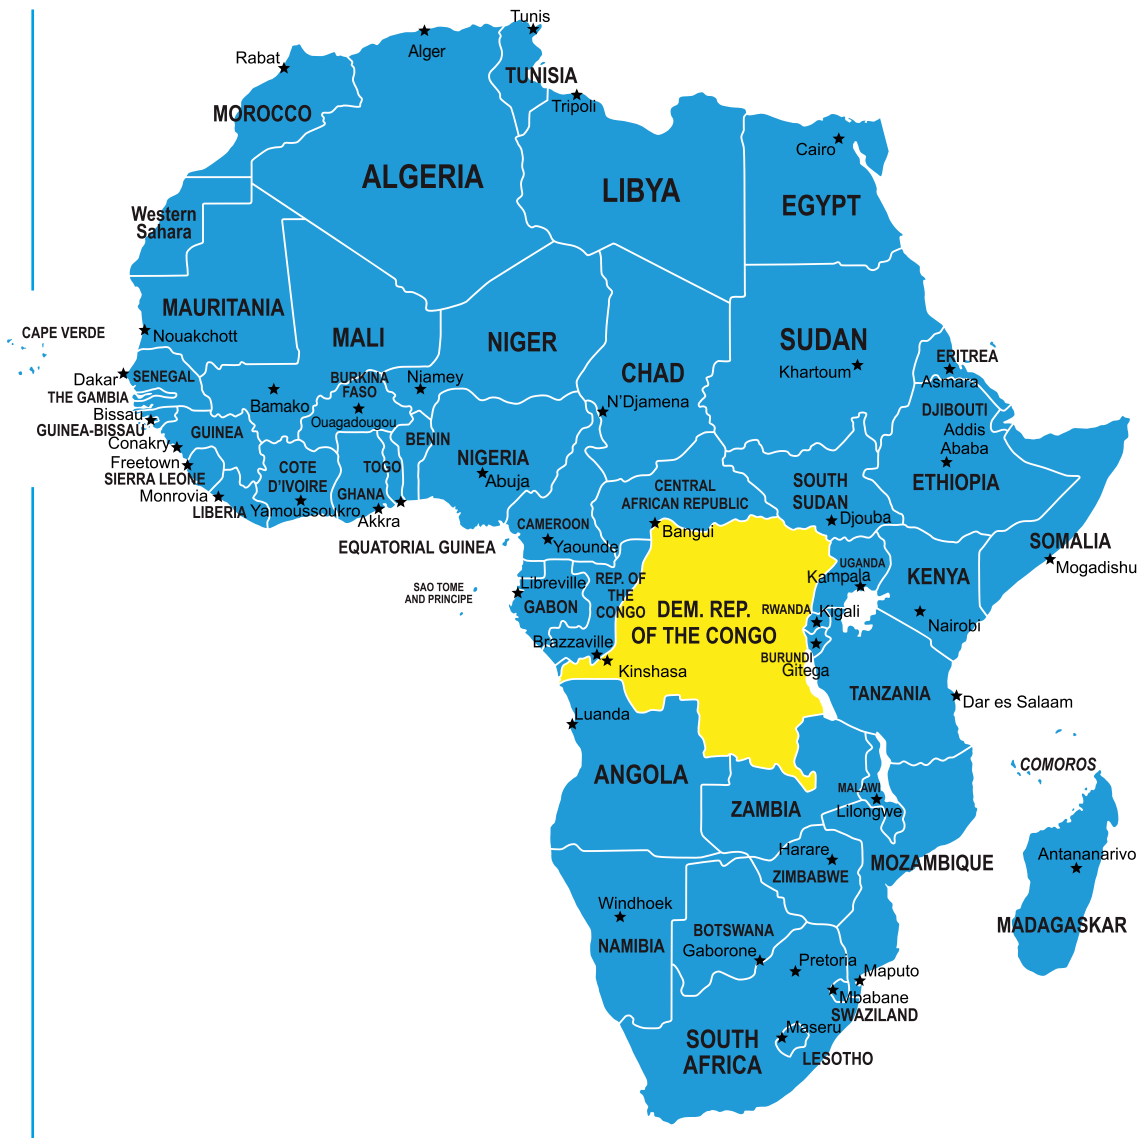 Tunis
Rabat
Alger
TUNISIA
Tripoli
MOROCCO
Cairo
ALGERIA
LIBYA
EGYPT
Western
Sahara
MAURITANIA
Nouakchott
CAPE VERDE
MALI
NIGER
SUDAN
Khartoum
ERITREA
Asmara
CHAD
N'Djamena
Dakar
SENEGAL
THE GAMBIA
Bissau
GUINEA-BISSAU
Bamako
BURKINA
FASO
Ouagadougou
Niamey
DJIBOUTI
Addis
Ababa
ETHIOPIA
GUINEA
Conakry
Freetown
SIERRA LEONE
Monrovia
LIBERIA
COTE
D'IVOIRE
Yamoussoukro
GHANA
Akkra
TOGO
BENIN
NIGERIA
Abuja
CENTRAL
AFRICAN REPUBLIC
Bangui
SOUTH
SUDAN
Djouba
CAMEROON
Yaounde
EQUATORIAL GUINEA
SOMALIA
Mogadishu
UGANDA
Kampala
KENYA
Nairobi
SAO TOME
AND PRINCIPE
Libreville
GABON
REP. OF
THE
CONGO
Brazzaville
DEM. REP.
OF THE CONGO
Kinshasa
RWANDA
Kigali
BURUNDI
Gitega
TANZANIA
Dar es Salaam
Luanda
ANGOLA
COMOROS
ZAMBIA
MALAWI
Lilongwe
Harare
ZIMBABWE
MOZAMBIQUE
Antananarivo
MADAGASKAR
Windhoek
NAMIBIA
BOTSWANA
Gaborone
Pretoria
Maputo
Mbabane
SWAZILAND
Maseru
LESOTHO
SOUTH
AFRICA